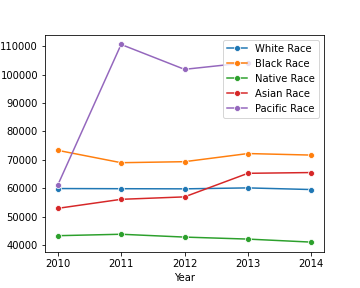 110000
100000
90000
80000
70000
60000
50000
40000
White Race
Black Race
Native Race
Asian Race
Pacific Race
2010 2011 2012 2013 2014
Year